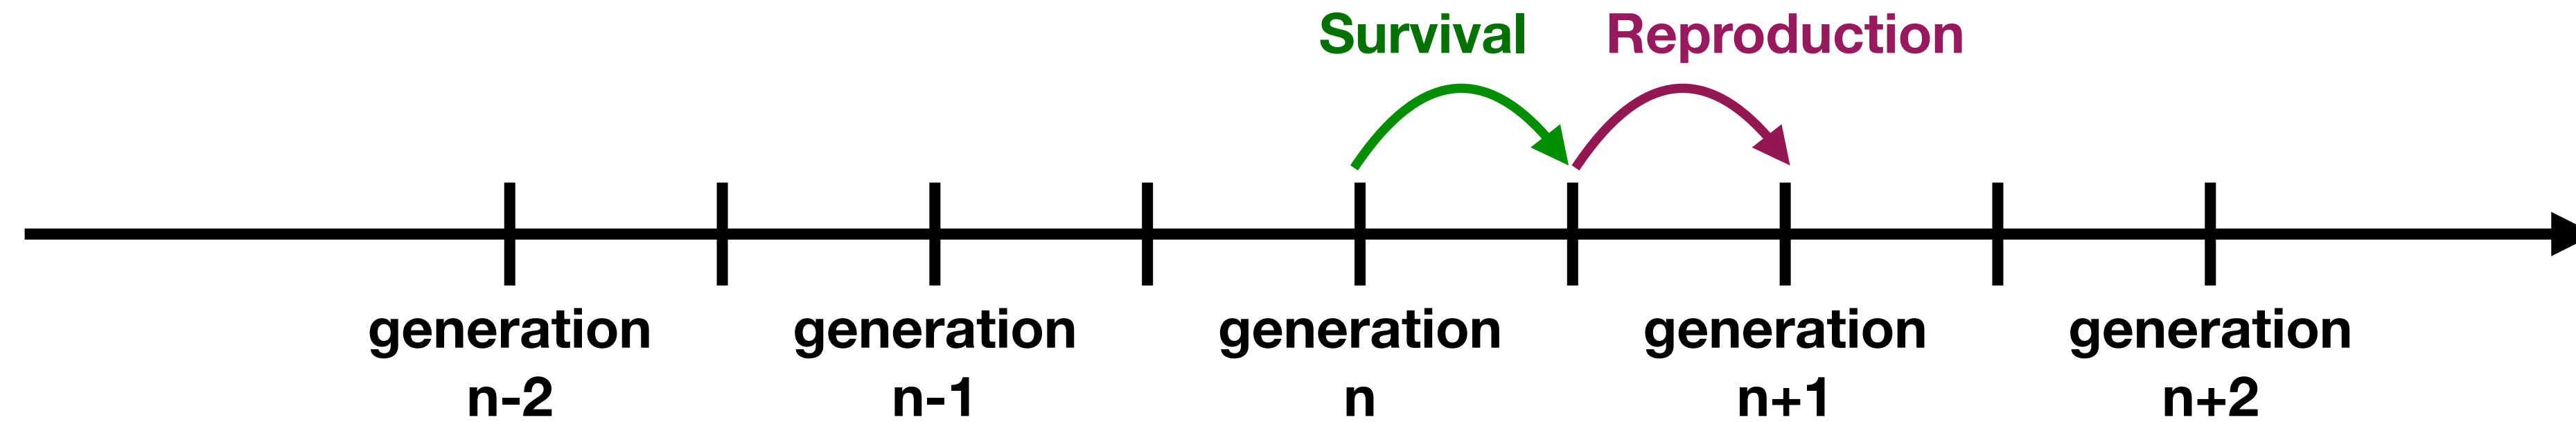 Survival Reproduction
generation generation generation generation generation
n-2 n-1 n n+1 n+2